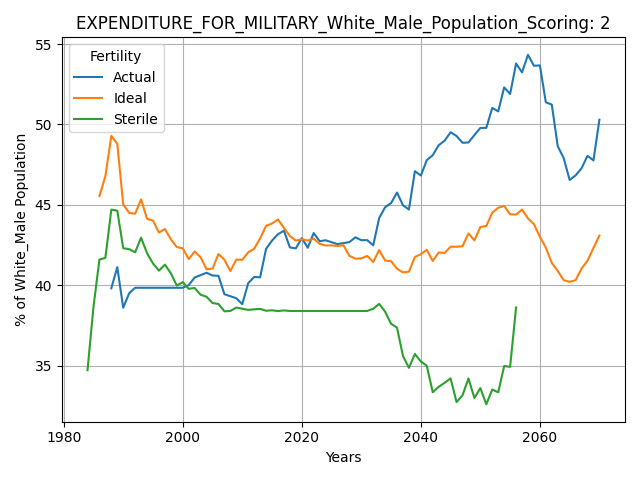 EXPENDITURE_FOR_MILITARY_White_Male_Population_Scoring: 2
Fertility
Actual
Ideal
Sterile
% of White_Male Population
55
50
45
40
35
1980
2000
2020
2040
2060
Years